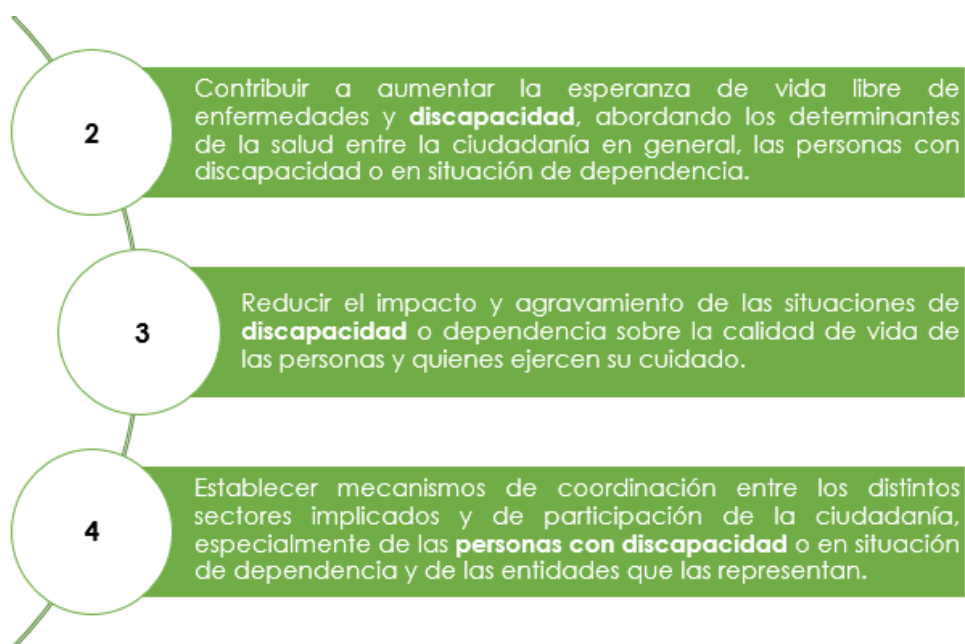 2
Contribuir a aumentar la esperanza de vida libre de
enfermedades y discapacidad, abordando los determinantes
de la salud entre la ciudadanía en general, las personas con
discapacidad o en situación de dependencia.
3
Reducir el impacto y agravamiento de las situaciones de
discapacidad o dependencia sobre la calidad de vida de
las personas y quienes ejercen su cuidado.
4
Establecer mecanismos de coordinación entre los distintos
sectores implicados y de participación de la ciudadanía,
especialmente de las personas con discapacidad o en situación
de dependencia y de las entidades que las representan.